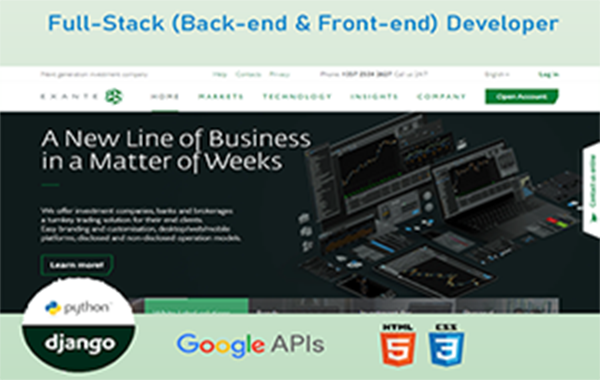 Full-Stack (Back-end & Front-end) Developer
Next generation investment company
Help Contacts Privacy
Phone Call us 24/7
English
Log in
EXANTE
HOME MARKETS TECHNOLOGY INSIGHTS COMPANY
Open Account
A New Line of Business
in a Matter of Weeks
We offer investment companies, banks and brokerages
a turnkey trading solution for their end clients.
Easy branding and customisation, desktop/web/mobile
platforms, disclosed and non-disclosed operation models.
Learn more!
Contact us online
python
django
Google APIs
HTML
5
CSS
3